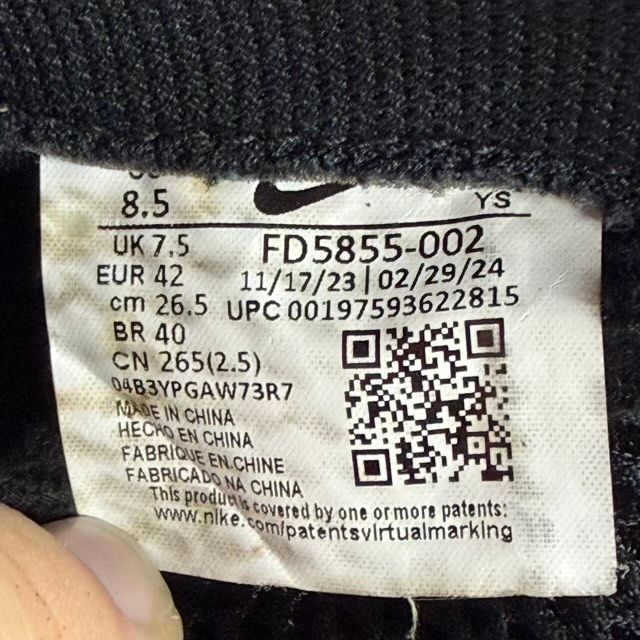 8.5
YS
UK 7.5
FD5855-002
EUR 42
11/17/23 | 02/29/24
cm 26.5
UPC 00197593622815
BR 40
CN 265(2.5)
04B3YPGAW73R7
MADE IN CHINA
HECHO EN CHINA
FABRIQUE EN CHINE
FABRICADO NA CHINA
This product is covered by one or more patents:
www.nike.com/patentsvirtualmarking